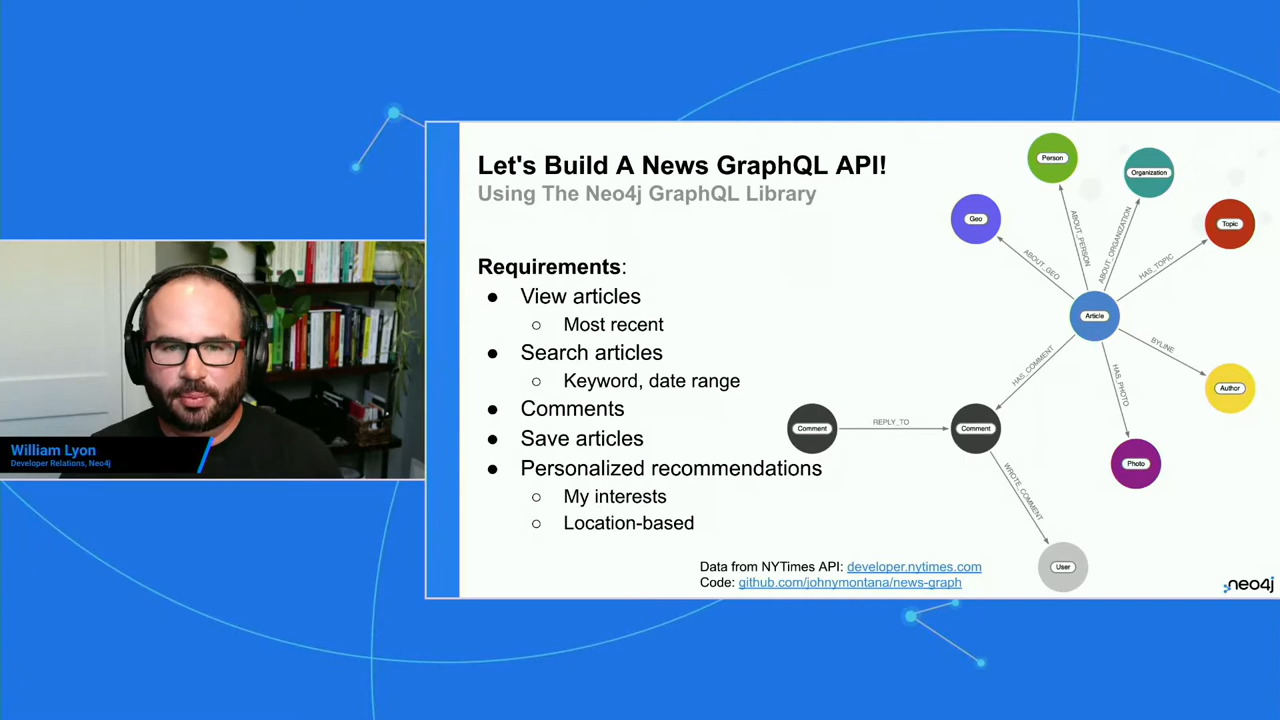 Let's Build A News GraphQL API!
Using The Neo4j GraphQL Library
Requirements:
● View articles
○ Most recent
● Search articles
○ Keyword, date range
● Comments
● Save articles
● Personalized recommendations
○ My interests
○ Location-based
Person
Organization
Geo
Topic
ABOUT_PERSON
ABOUT_ORGANIZATION
ABOUT_GEO
HAS_TOPIC
Article
BYLINE
HAS_COMMENT
HAS_PHOTO
Author
Comment
REPLY_TO
Comment
Photo
WROTE_COMMENT
User
Data from NYTimes API: developer.nytimes.com
Code: github.com/johnymontana/news-graph
neo4j
William Lyon
Developer Relations, Neo4j